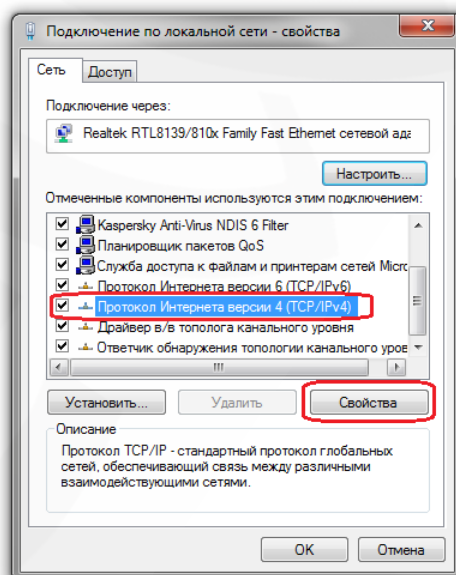 Подключение по локальной сети - свойства
Сеть
Доступ
Подключение через:
Realtek RTL8139/810x Family Fast Ethernet сетевой ада
Настроить...
Отмеченные компоненты используются этим подключением:
Kaspersky Anti-Virus NDIS 6 Filter
Планировщик пакетов QoS
Служба доступа к файлам и принтерам сетей Micro
Протокол Интернета версии 6 (TCP/IPv6)
Протокол Интернета версии 4 (TCP/IPv4)
Драйвер в/в тополога канального уровня
Ответчик обнаружения топологии канального уров
Установить...
Удалить
Свойства
Описание
Протокол TCP/IP - стандартный протокол глобальных
сетей, обеспечивающий связь между различными
взаимодействующими сетями.
OK
Отмена